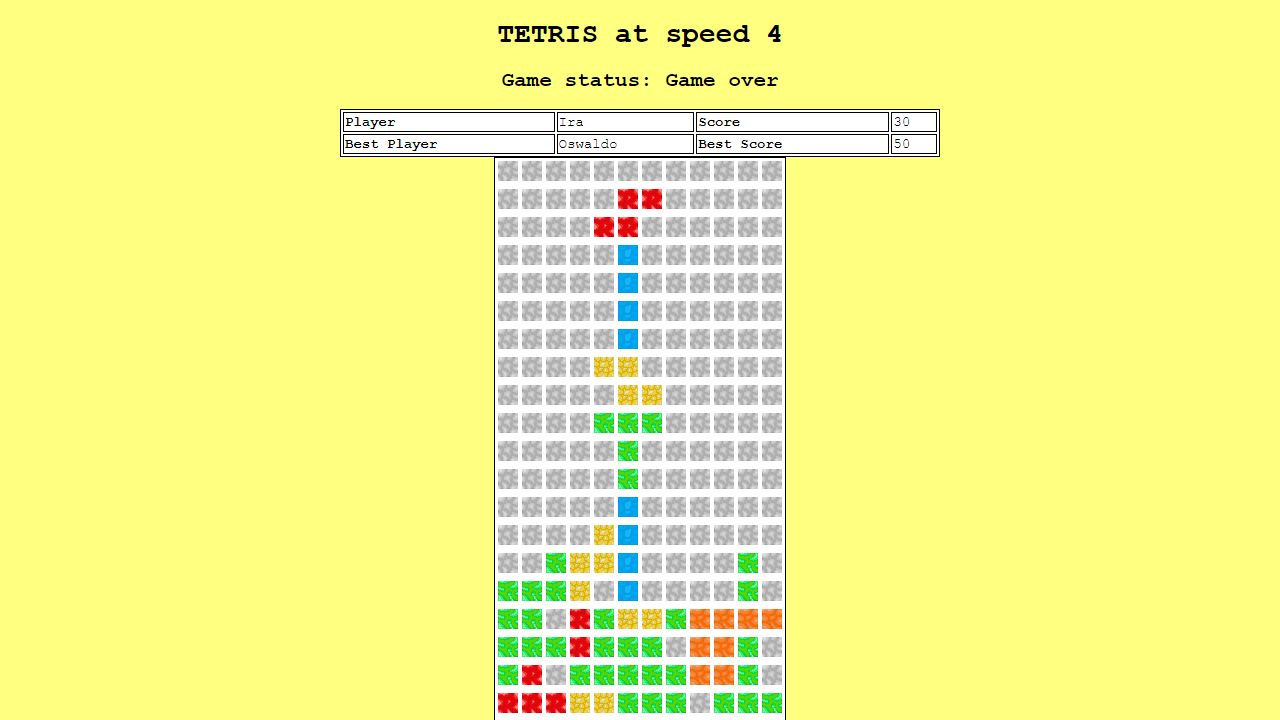 TETRIS at speed 4
Game status: Game over
Player Ira Score 30
Best Player Oswaldo Best Score 50